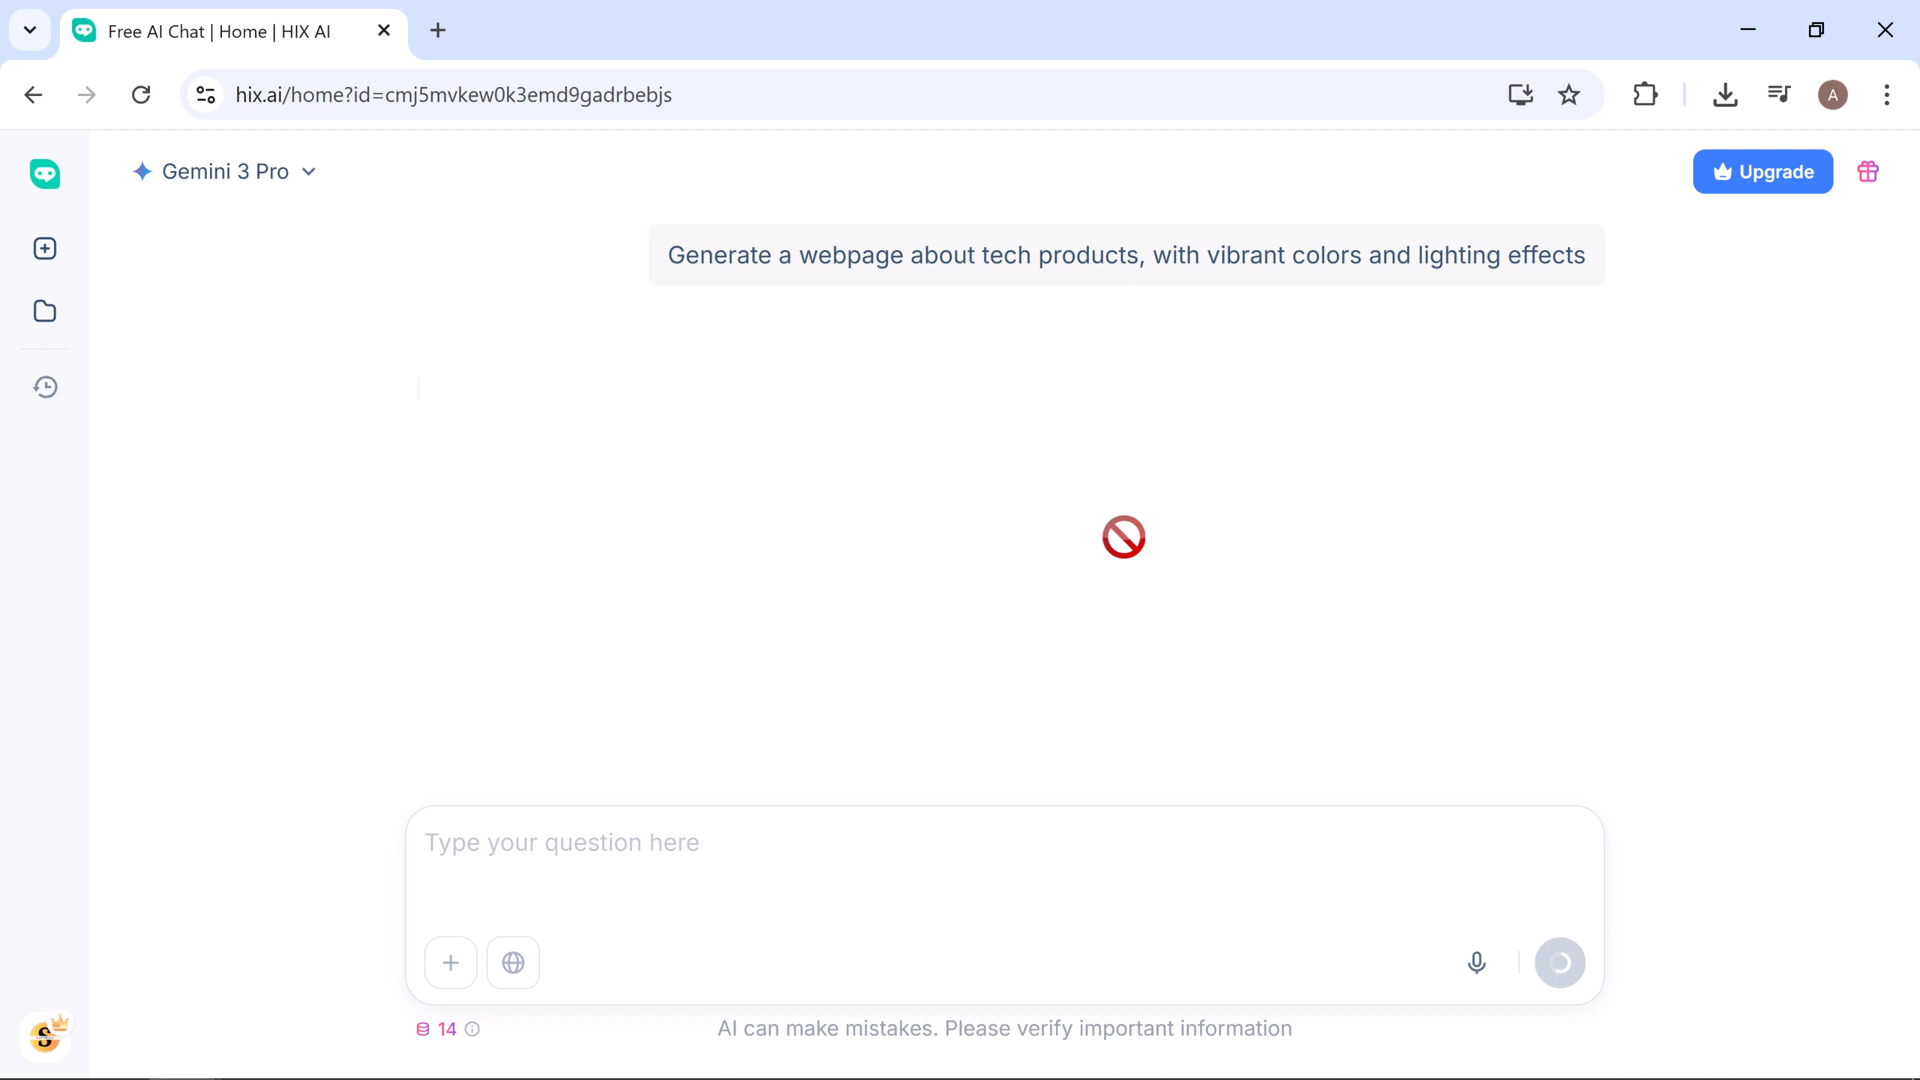 Free AI Chat | Home | HIX AI
hix.ai/home?id=cmj5mvkew0k3emd9gadrbebjs
A
Gemini 3 Pro
Upgrade
Generate a webpage about tech products, with vibrant colors and lighting effects
Type your question here
S
14
AI can make mistakes. Please verify important information